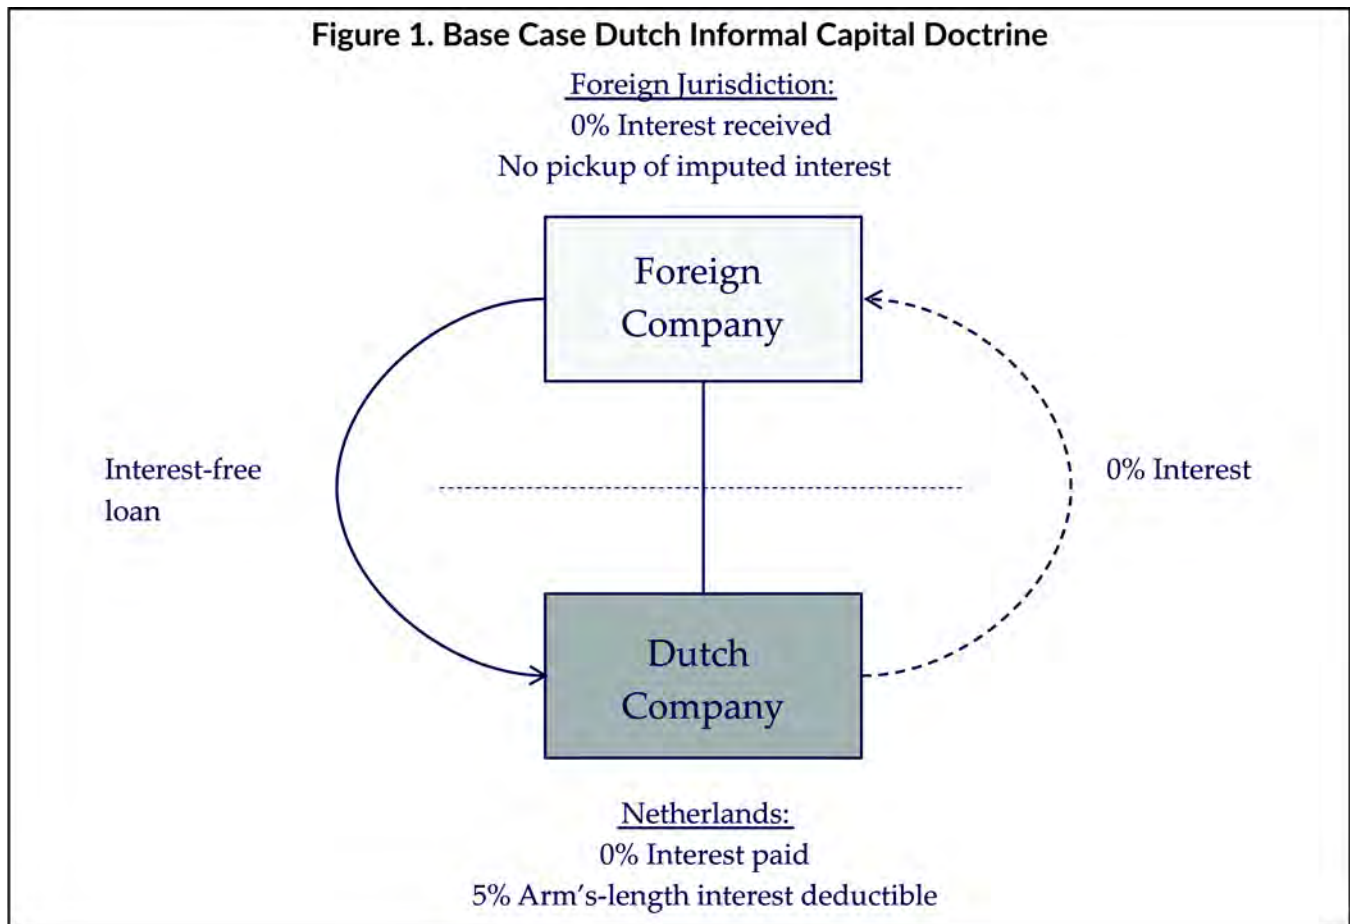 Figure 1. Base Case Dutch Informal Capital Doctrine
Foreign Jurisdiction:
0% Interest received
No pickup of imputed interest
Foreign
Company
Interest-free
loan
0% Interest
Dutch
Company
Netherlands:
0% Interest paid
5% Arm's-length interest deductible